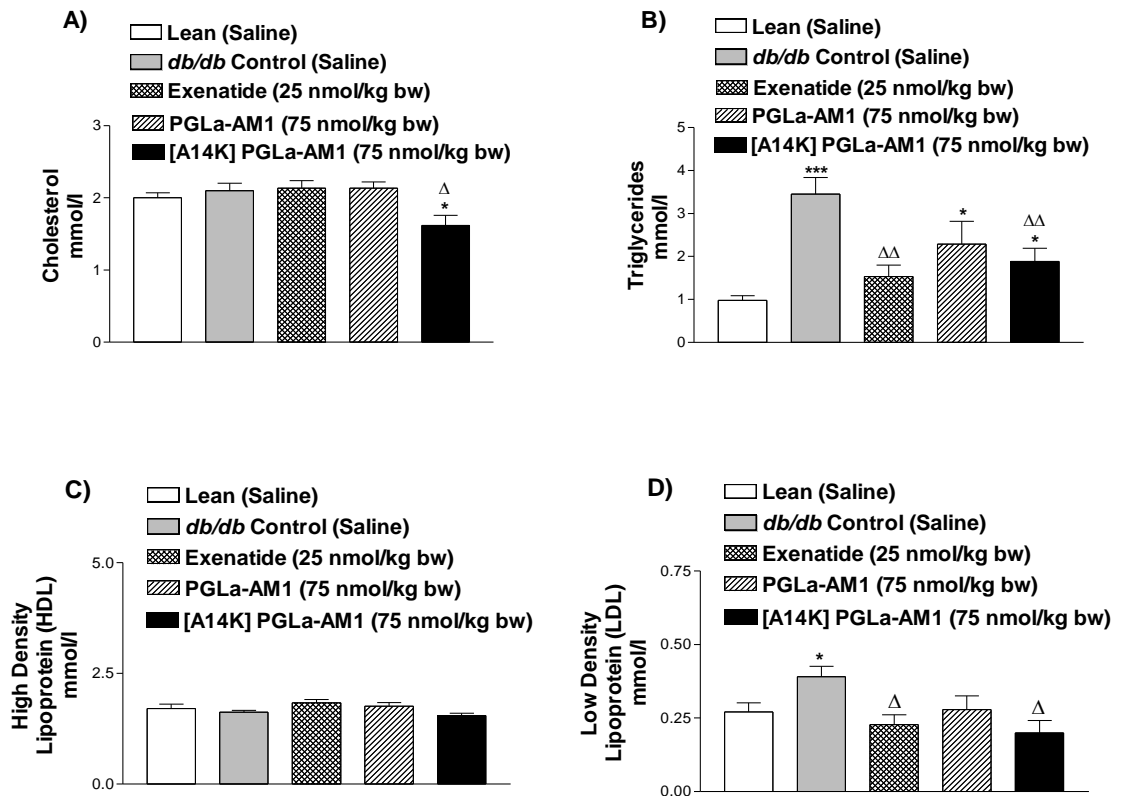 A)
Lean (Saline)
db/db Control (Saline)
Exenatide (25 nmol/kg bw)
PGLa-AM1 (75 nmol/kg bw)
[A14K] PGLa-AM1 (75 nmol/kg bw)
Cholesterol
mmol/l
3
2
1
0
Δ
*
B)
Lean (Saline)
db/db Control (Saline)
Exenatide (25 nmol/kg bw)
PGLa-AM1 (75 nmol/kg bw)
[A14K] PGLa-AM1 (75 nmol/kg bw)
Triglycerides
mmol/l
5
4
3
2
1
0
***
ΔΔ
*
ΔΔ
*
C)
Lean (Saline)
db/db Control (Saline)
Exenatide (25 nmol/kg bw)
PGLa-AM1 (75 nmol/kg bw)
[A14K] PGLa-AM1 (75 nmol/kg bw)
High Density
Lipoprotein (HDL)
mmol/l
5.0
2.5
0.0
D)
Lean (Saline)
db/db Control (Saline)
Exenatide (25 nmol/kg bw)
PGLa-AM1 (75 nmol/kg bw)
[A14K] PGLa-AM1 (75 nmol/kg bw)
Low Density
Lipoprotein (LDL)
mmol/l
0.75
0.50
0.25
0.00
*
Δ
Δ